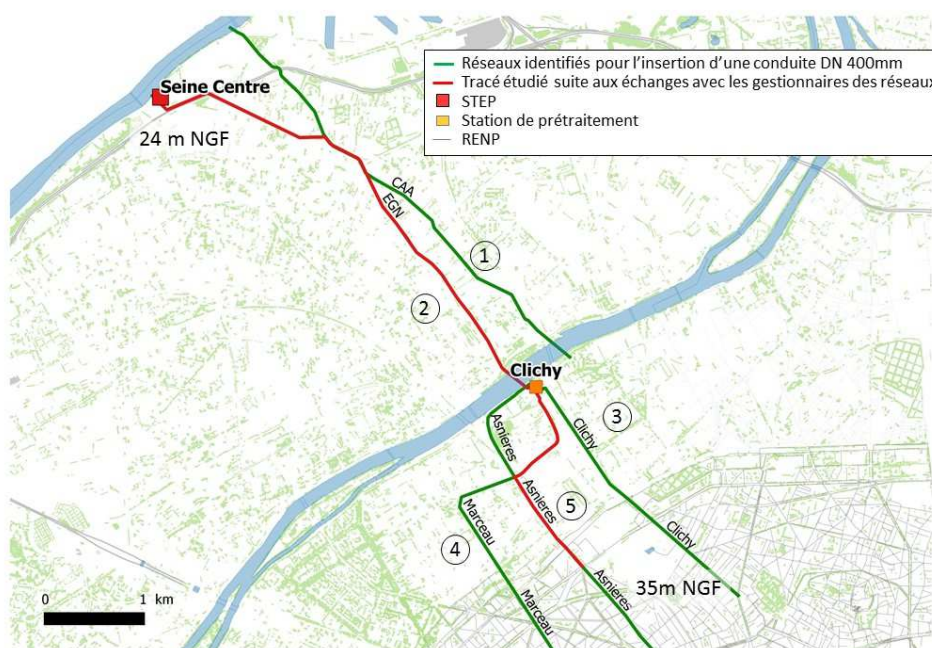 Réseaux identifiés pour l'insertion d'une conduite DN 400mm
Tracé étudié suite aux échanges avec les gestionnaires des réseaux
STEP
Station de prétraitement
RENP
Seine Centre
24 m NGF
CAA
EGN
1
2
Clichy
3
Asnieres
Clichy
Asnieres
5
Marceau
4
Clichy
Asnieres
35m NGF
Marceau
0 1 km